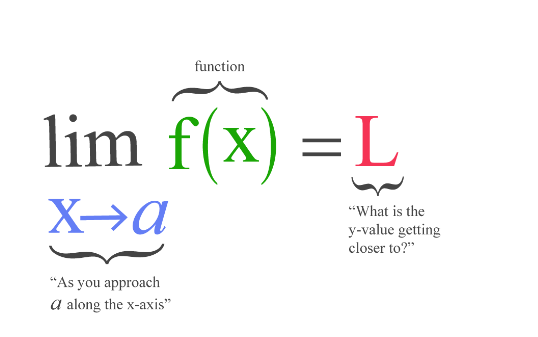 function
lim f(x) = L
x→a
“What is the
y-value getting
closer to?”
“As you approach
a along the x-axis”